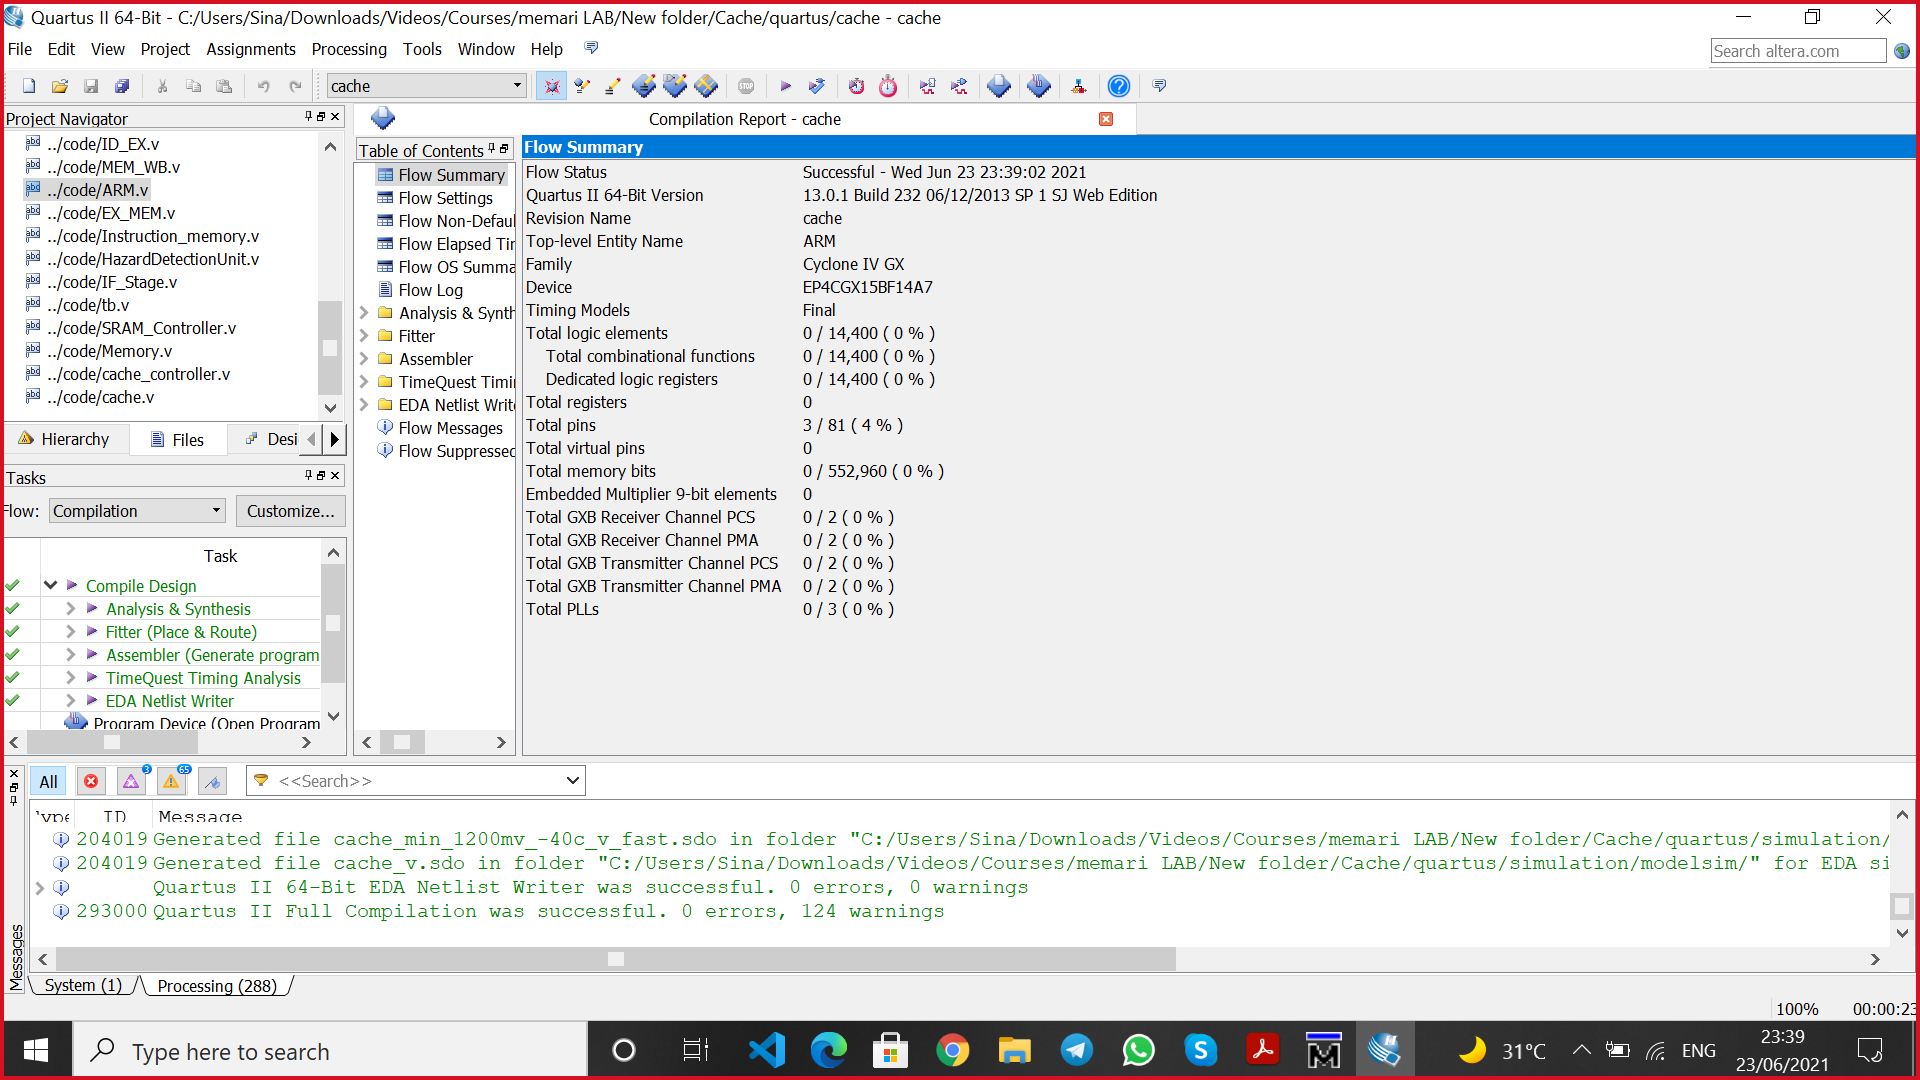 Quartus II 64-Bit - C:/Users/Sina/Downloads/Videos/Courses/memari LAB/New folder/Cache/quartus/cache - cache
File Edit View Project Assignments Processing Tools Window Help
Search altera.com
cache
STOP
Project Navigator
../code/ID_EX.v
../code/MEM_WB.v
../code/ARM.v
../code/EX_MEM.v
../code/Instruction_memory.v
../code/HazardDetectionUnit.v
../code/IF_Stage.v
../code/tb.v
../code/SRAM_Controller.v
../code/Memory.v
../code/cache_controller.v
../code/cache.v
Hierarchy Files Desi
Tasks
Flow: Compilation Customize...
Task
Compile Design
Analysis & Synthesis
Fitter (Place & Route)
Assembler (Generate program
TimeQuest Timing Analysis
EDA Netlist Writer
Program Device (Open Program
Compilation Report - cache
Table of Contents
Flow Summary
Flow Settings
Flow Non-Defaul
Flow Elapsed Tir
Flow OS Summa
Flow Log
Analysis & Synth
Fitter
Assembler
TimeQuest Timi
EDA Netlist Write
Flow Messages
Flow Suppressed
Flow Summary
Flow Status Successful - Wed Jun 23 23:39:02 2021
Quartus II 64-Bit Version 13.0.1 Build 232 06/12/2013 SP 1 SJ Web Edition
Revision Name cache
Top-level Entity Name ARM
Family Cyclone IV GX
Device EP4CGX15BF14A7
Timing Models Final
Total logic elements 0 / 14,400 ( 0 % )
Total combinational functions 0 / 14,400 ( 0 % )
Dedicated logic registers 0 / 14,400 ( 0 % )
Total registers 0
Total pins 3 / 81 ( 4 % )
Total virtual pins 0
Total memory bits 0 / 552,960 ( 0 % )
Embedded Multiplier 9-bit elements 0
Total GXB Receiver Channel PCS 0 / 2 ( 0 % )
Total GXB Receiver Channel PMA 0 / 2 ( 0 % )
Total GXB Transmitter Channel PCS 0 / 2 ( 0 % )
Total GXB Transmitter Channel PMA 0 / 2 ( 0 % )
Total PLLs 0 / 3 ( 0 % )
All 3 65 <<Search>>
Type ID Message
204019 Generated file cache_min_1200mv_-40c_v_fast.sdo in folder "C:/Users/Sina/Downloads/Videos/Courses/memari LAB/New folder/Cache/quartus/simulation/
204019 Generated file cache_v.sdo in folder "C:/Users/Sina/Downloads/Videos/Courses/memari LAB/New folder/Cache/quartus/simulation/modelsim/" for EDA si
Quartus II 64-Bit EDA Netlist Writer was successful. 0 errors, 0 warnings
293000 Quartus II Full Compilation was successful. 0 errors, 124 warnings
Messages
System (1) Processing (288)
100% 00:00:23
Type here to search
31°C ENG 23:39
23/06/2021